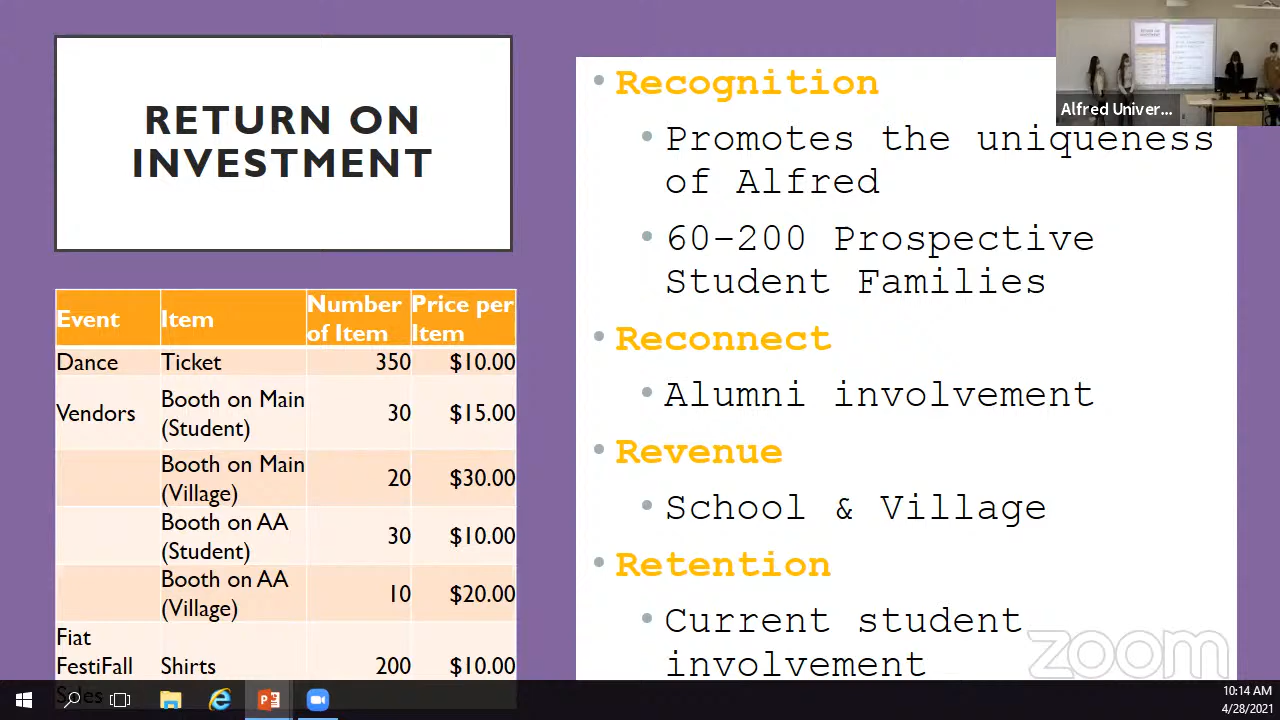 RETURN ON
INVESTMENT
Event Item Number of Item Price per Item
Dance Ticket 350 $10.00
Vendors Booth on Main (Student) 30 $15.00
Booth on Main (Village) 20 $30.00
Booth on AA (Student) 30 $10.00
Booth on AA (Village) 10 $20.00
Fiat FestiFall Sales Shirts 200 $10.00
• Recognition
• Promotes the uniqueness
of Alfred
• 60-200 Prospective
Student Families
• Reconnect
• Alumni involvement
• Revenue
• School & Village
• Retention
• Current student
involvement
Alfred Univer...
zoom
10:14 AM
4/28/2021